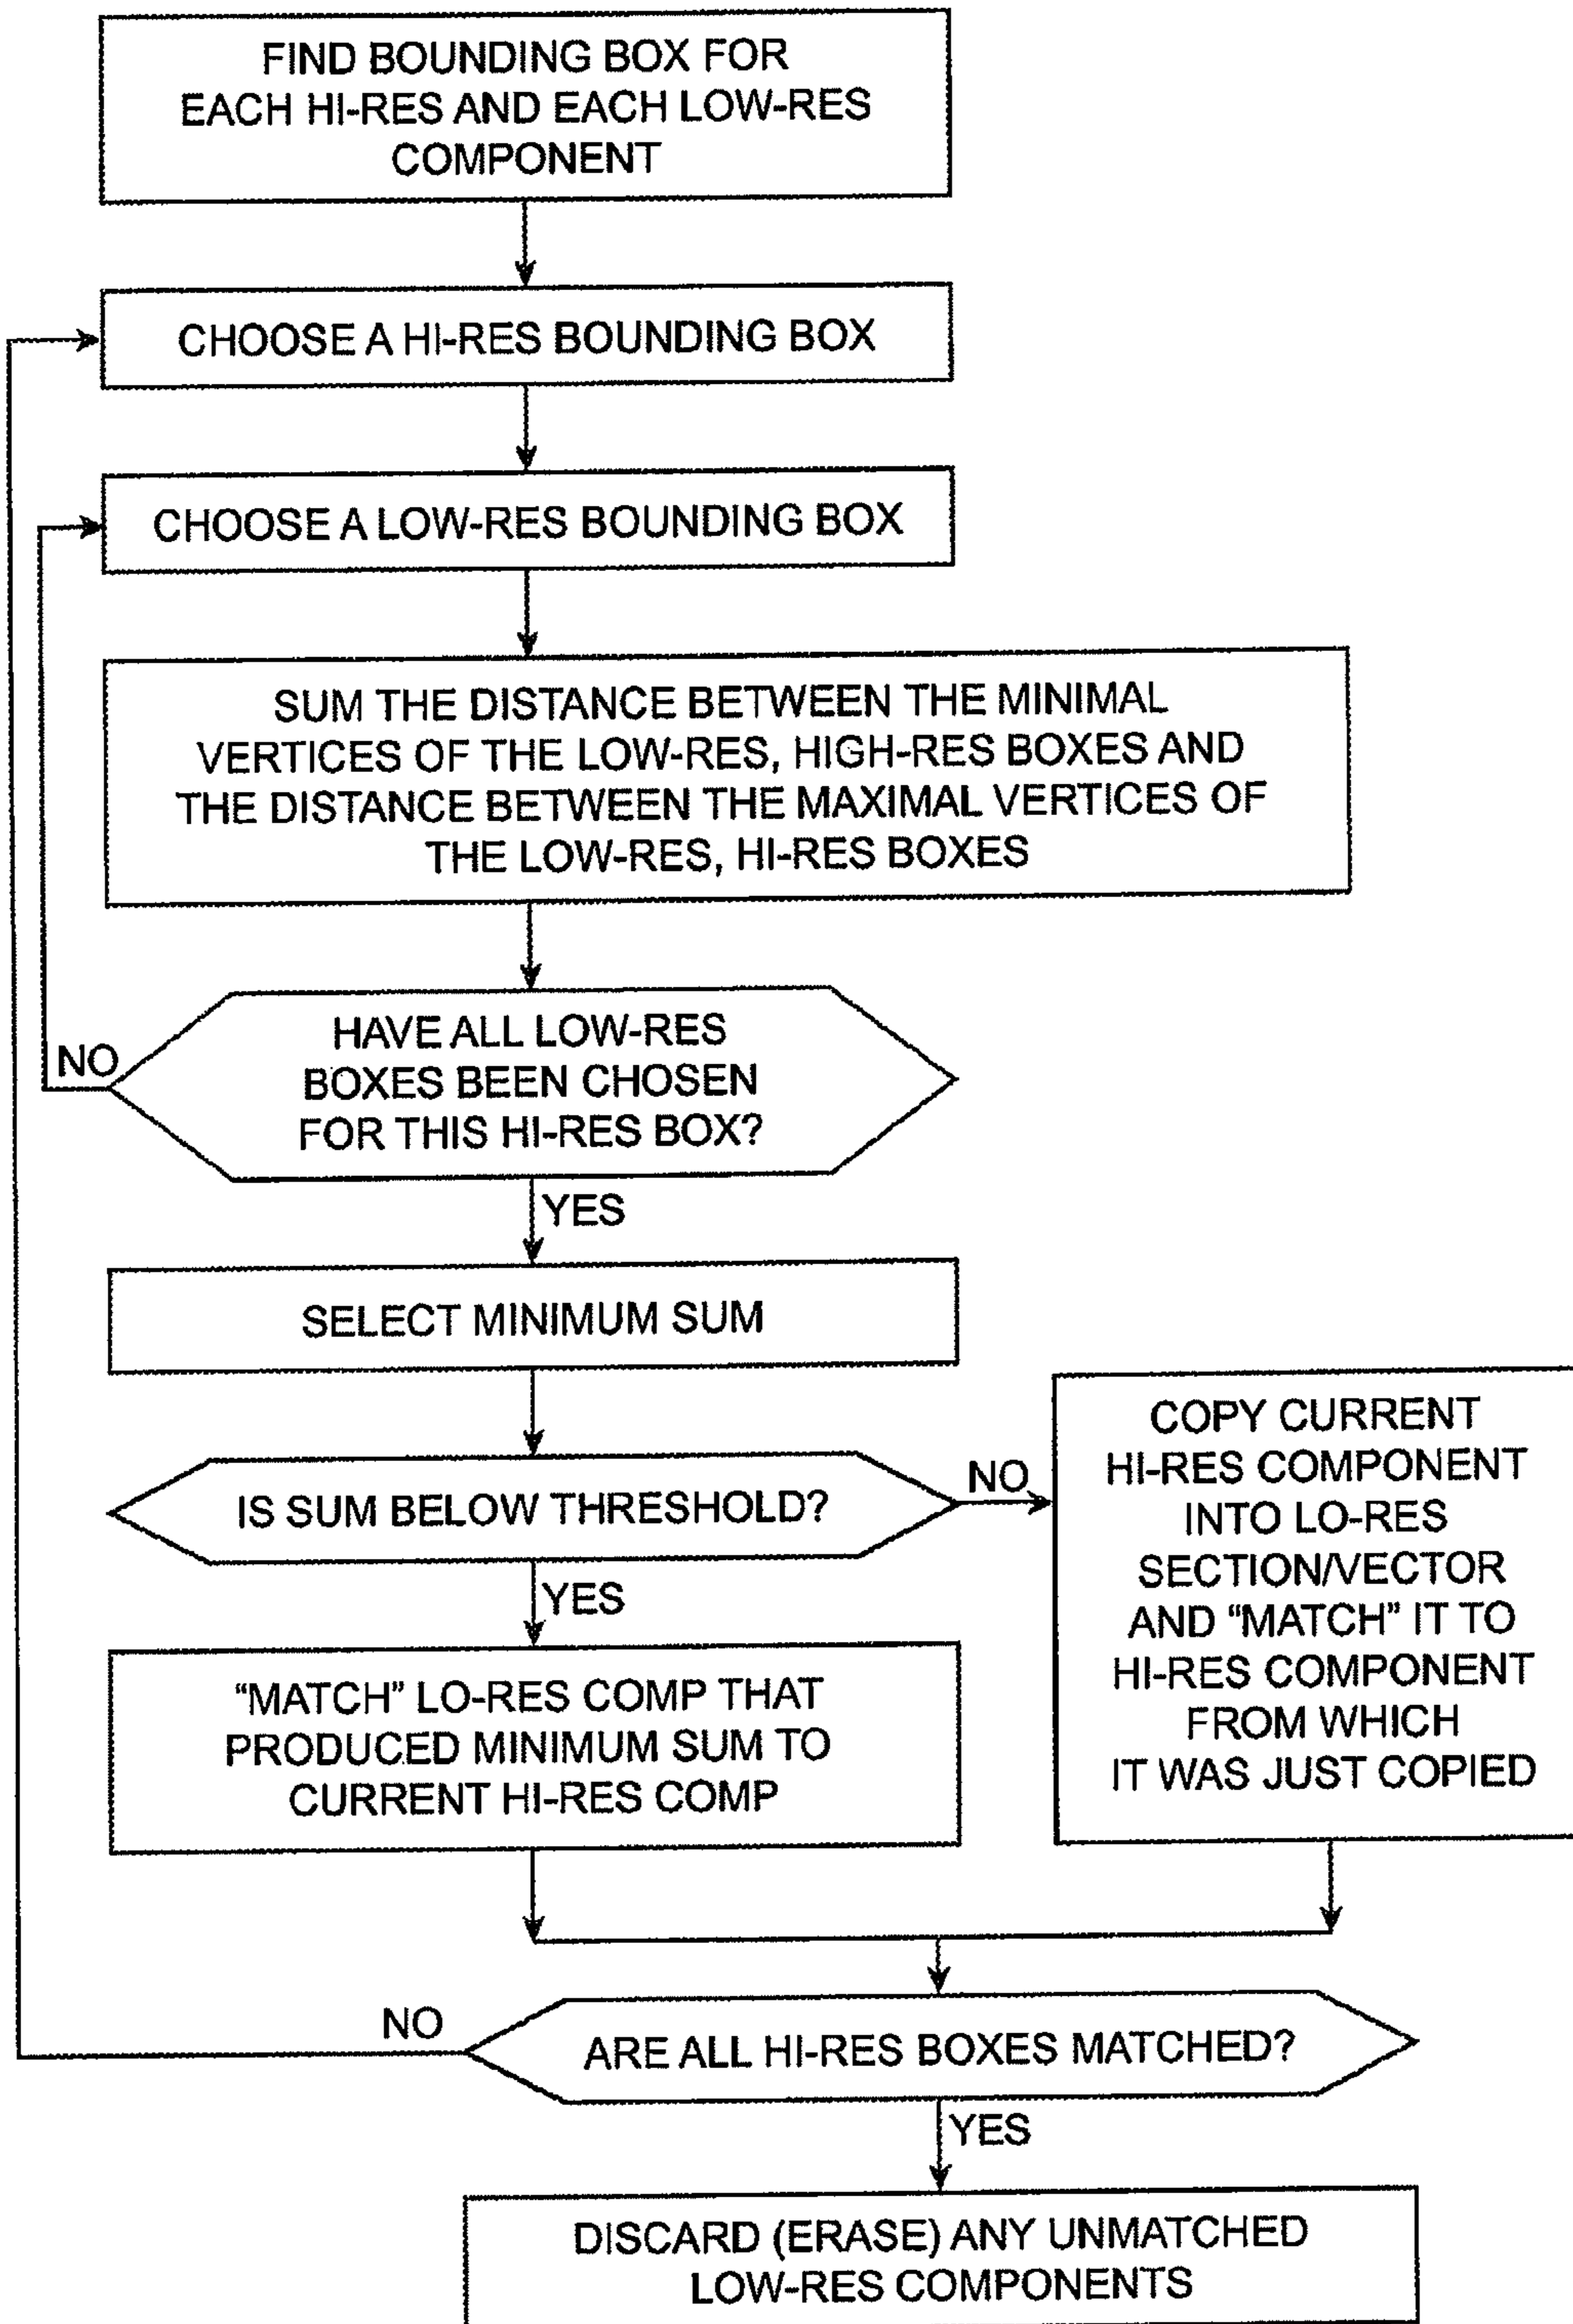 FIND BOUNDING BOX FOR
EACH HI-RES AND EACH LOW-RES
COMPONENT
CHOOSE A HI-RES BOUNDING BOX
CHOOSE A LOW-RES BOUNDING BOX
SUM THE DISTANCE BETWEEN THE MINIMAL
VERTICES OF THE LOW-RES, HIGH-RES BOXES AND
THE DISTANCE BETWEEN THE MAXIMAL VERTICES OF
THE LOW-RES, HI-RES BOXES
HAVE ALL LOW-RES
BOXES BEEN CHOSEN
FOR THIS HI-RES BOX?
NO
YES
SELECT MINIMUM SUM
IS SUM BELOW THRESHOLD?
NO
COPY CURRENT
HI-RES COMPONENT
INTO LO-RES
SECTION/VECTOR
AND “MATCH” IT TO
HI-RES COMPONENT
FROM WHICH
IT WAS JUST COPIED
YES
“MATCH” LO-RES COMP THAT
PRODUCED MINIMUM SUM TO
CURRENT HI-RES COMP
NO
ARE ALL HI-RES BOXES MATCHED?
YES
DISCARD (ERASE) ANY UNMATCHED
LOW-RES COMPONENTS